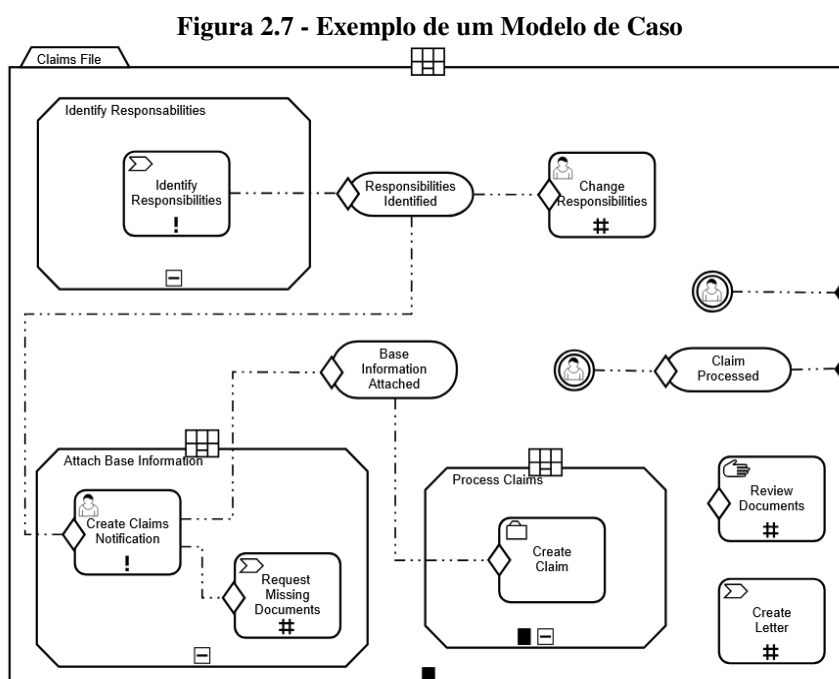 Figura 2.7 - Exemplo de um Modelo de Caso
Claims File
Identify Responsabilities
Identify
Responsibilities
!
Responsibilities
Identified
Change
Responsibilities
Base
Information
Attached
Claim
Processed
Attach Base Information
Create Claims
Notification
!
Request
Missing
Documents
Process Claims
Create
Claim
Review
Documents
Create
Letter